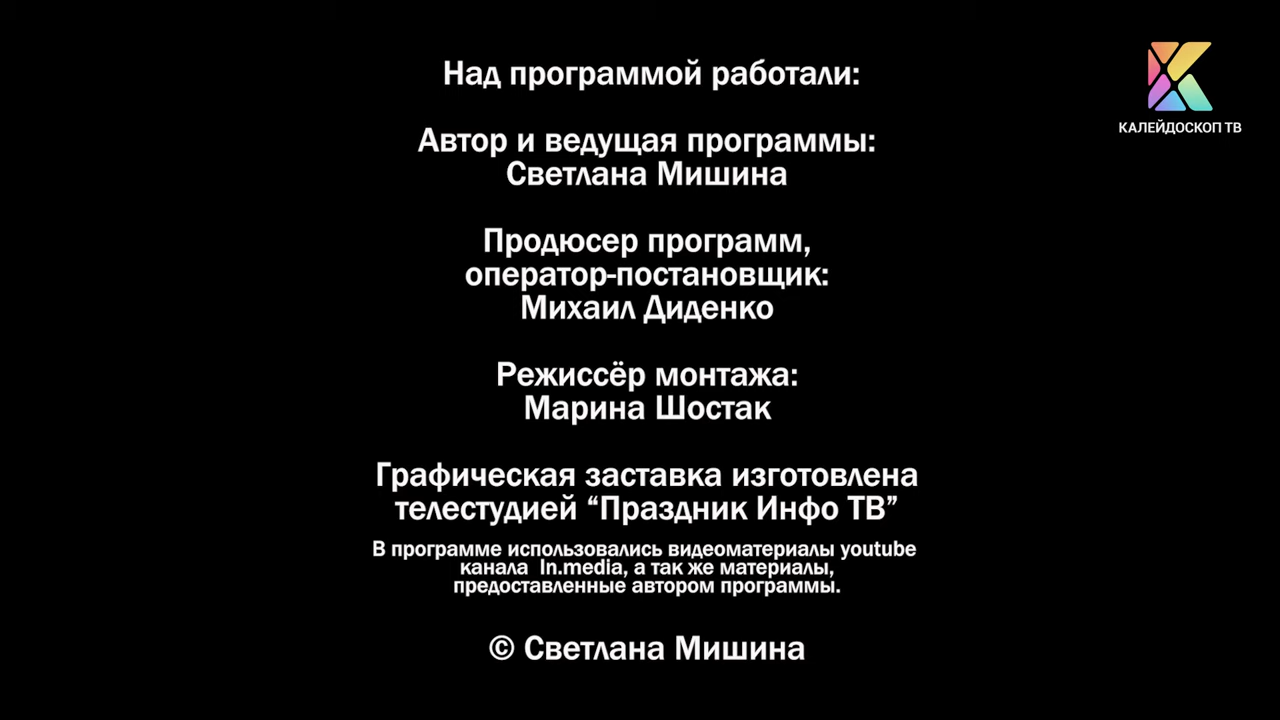 Над программой работали:
КАЛЕЙДОСКОП ТВ
Автор и ведущая программы:
Светлана Мишина
Продюсер программ,
оператор-постановщик:
Михаил Диденко
Режиссёр монтажа:
Марина Шостак
Графическая заставка изготовлена
телестудией “Праздник Инфо ТВ”
В программе использовались видеоматериалы youtube
канала In.media, а так же материалы,
предоставленные автором программы.
© Светлана Мишина